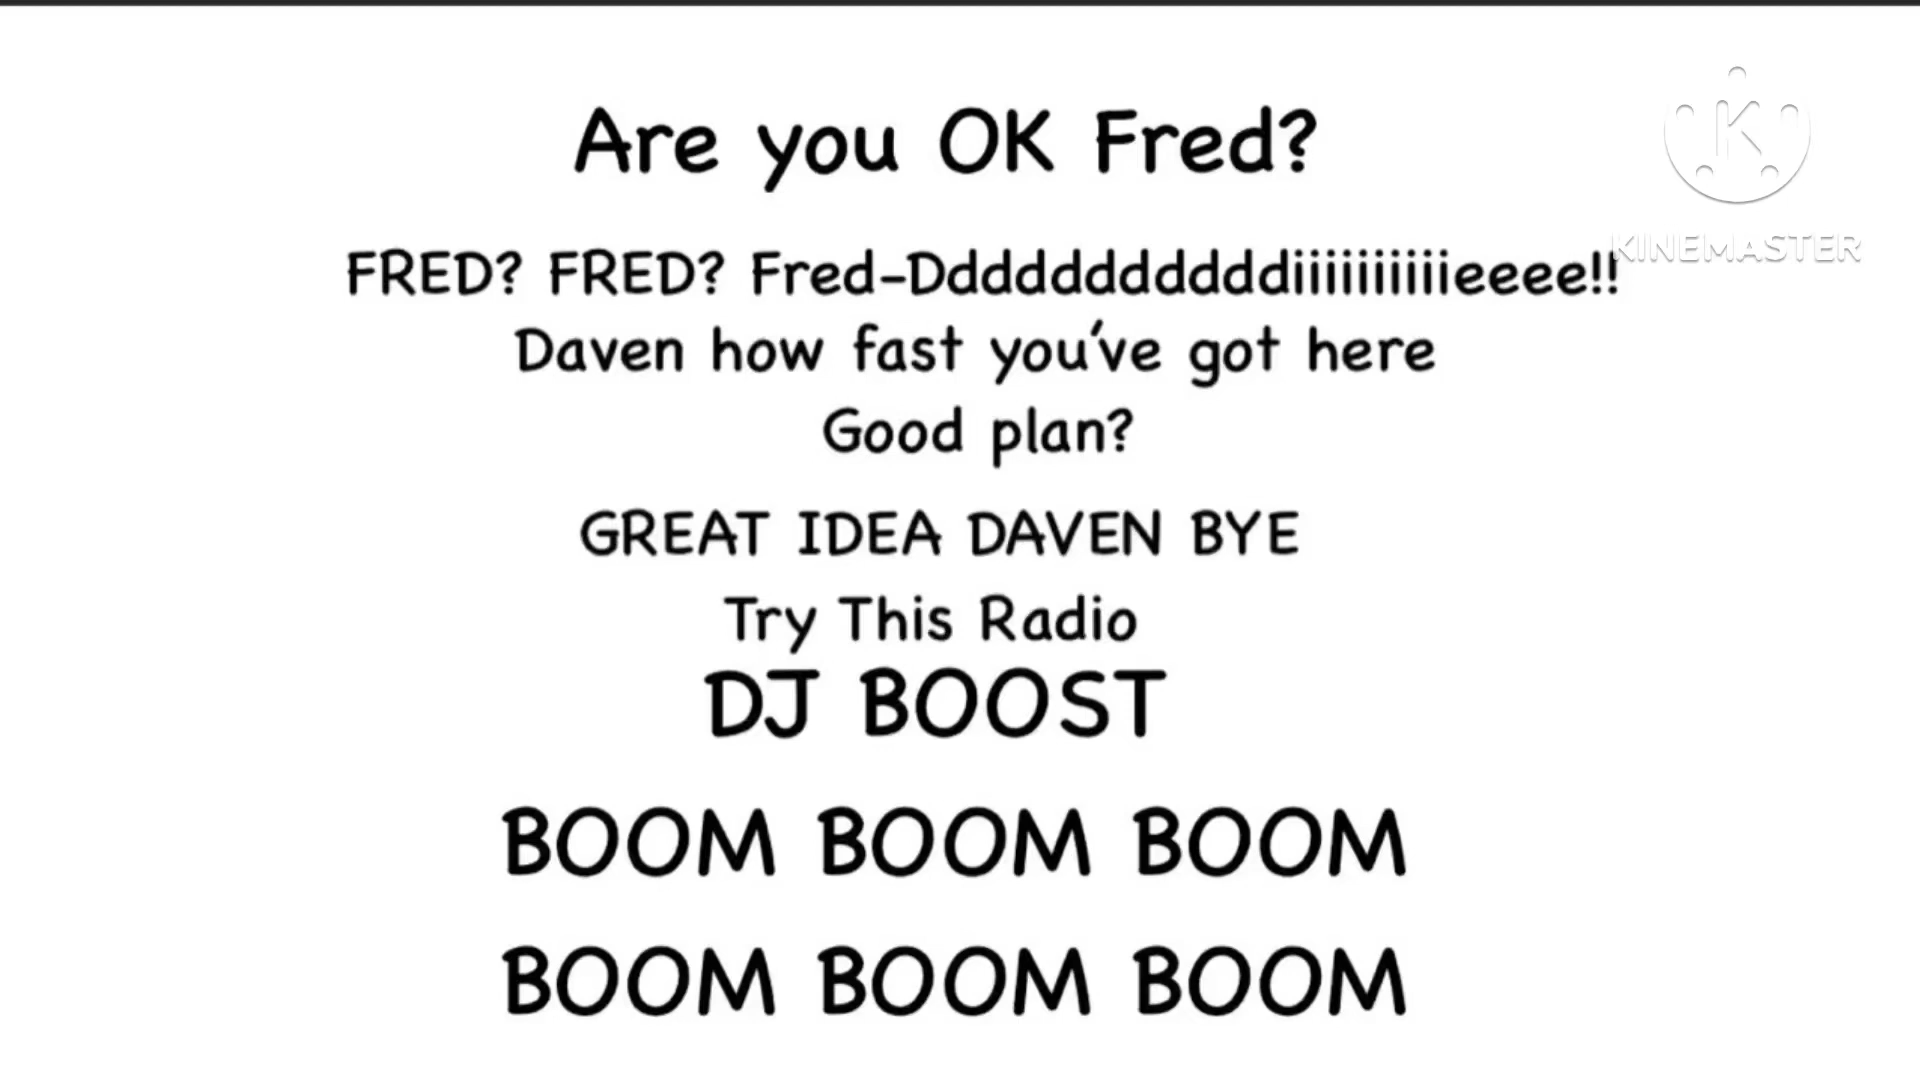 Are you OK Fred?
KINEMASTER
FRED? FRED? Fred-Dddddddddddiiiiiiiiiieeee!!
Daven how fast you've got here
Good plan?
GREAT IDEA DAVEN BYE
Try This Radio
DJ BOOST
BOOM BOOM BOOM
BOOM BOOM BOOM